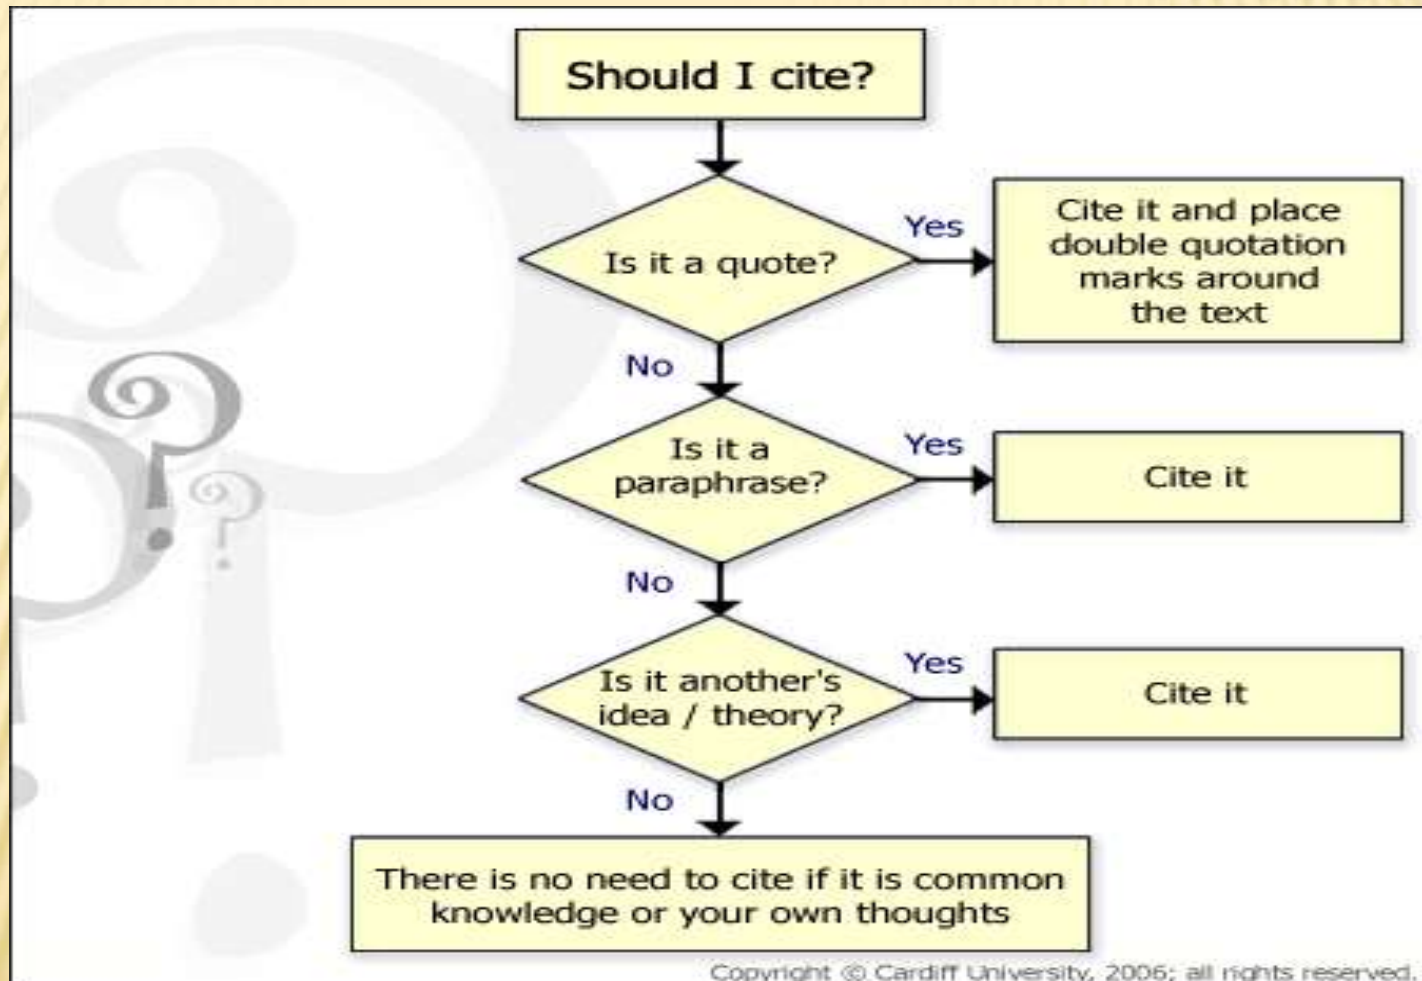 Should I cite?
Is it a quote?
Yes
Cite it and place
double quotation
marks around
the text
No
Is it a
paraphrase?
Yes
Cite it
No
Is it another's
idea / theory?
Yes
Cite it
No
There is no need to cite if it is common
knowledge or your own thoughts
Copyright © Cardiff University, 2006; all rights reserved.